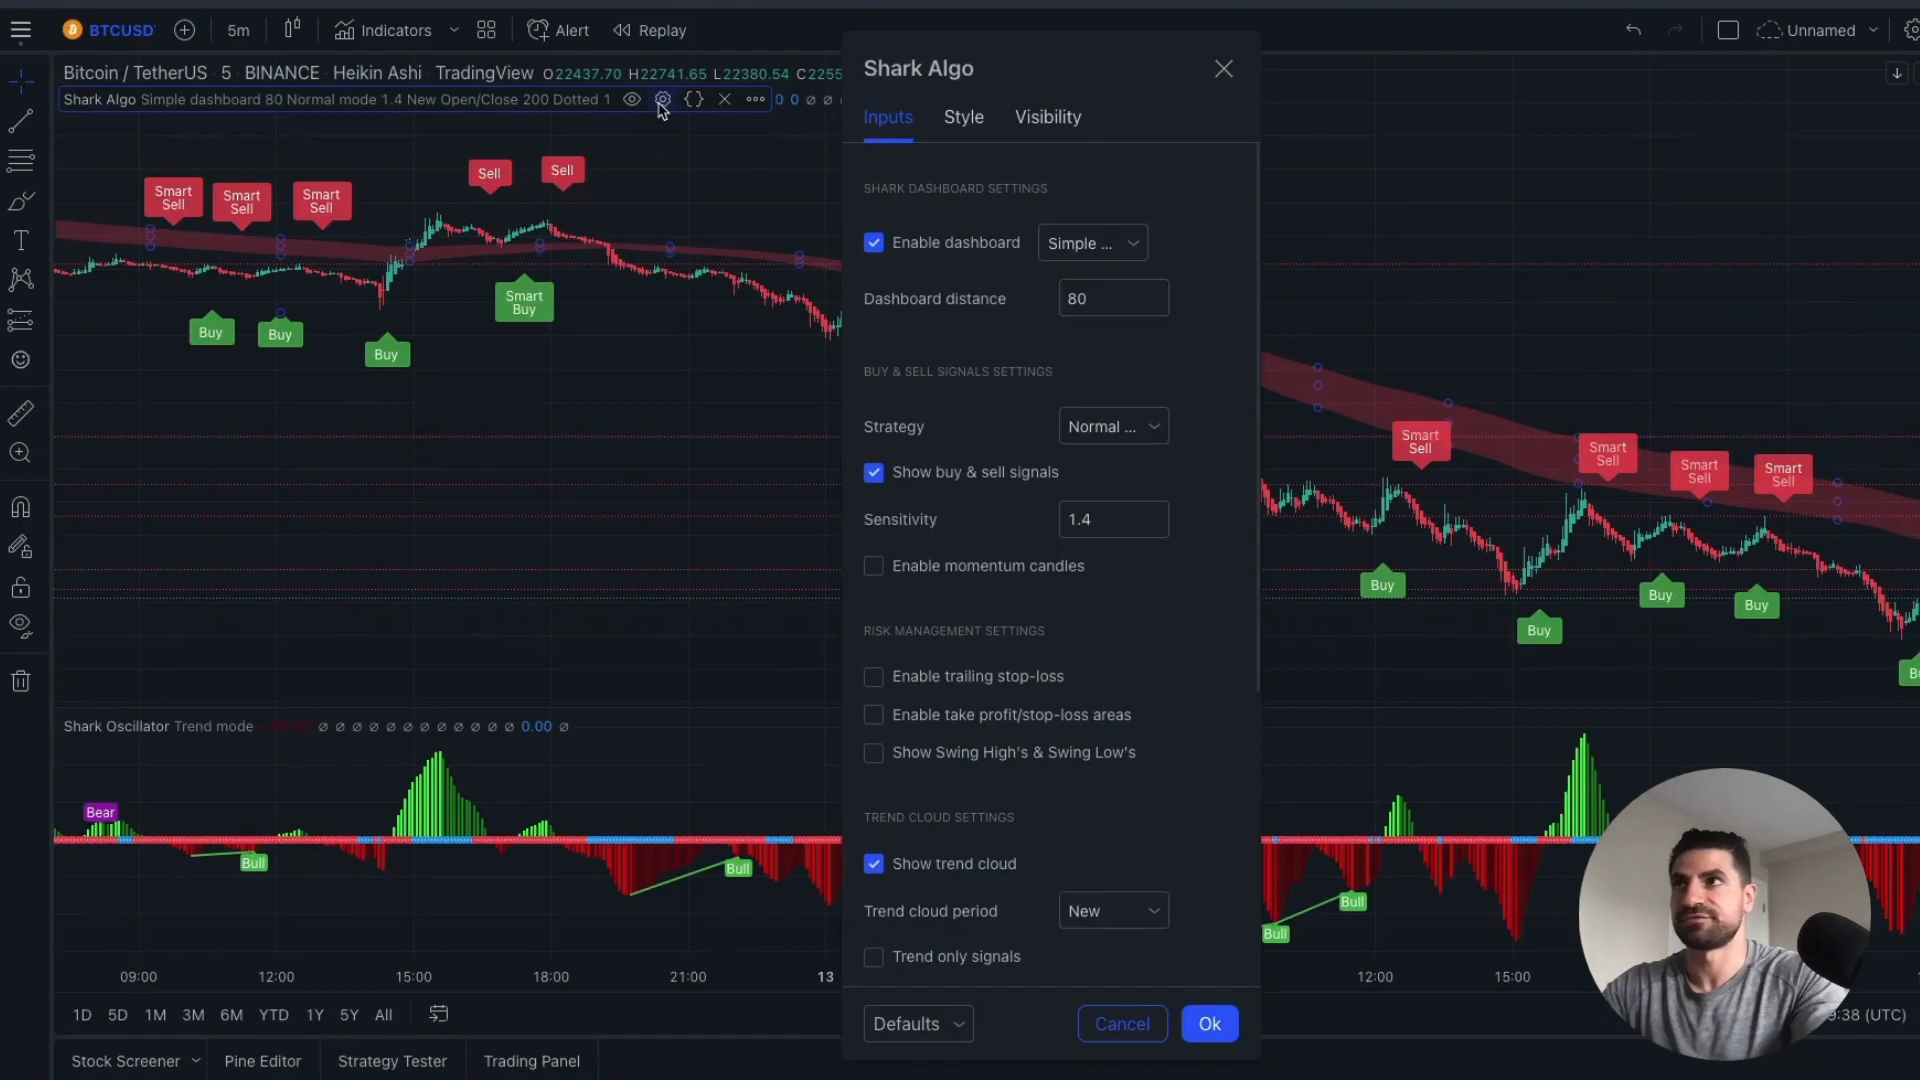 BTCUSD
5m
Indicators
Alert
Replay
Unnamed
Bitcoin / TetherUS · 5 · BINANCE · Heikin Ashi · TradingView O22437.70 H22741.65 L22380.54 C2255
Shark Algo Simple dashboard 80 Normal mode 1.4 New Open/Close 200 Dotted 1
0 0 ∅ ∅
Smart Sell
Smart Sell
Smart Sell
Sell
Sell
Buy
Buy
Buy
Smart Buy
Shark Algo
Inputs
Style
Visibility
SHARK DASHBOARD SETTINGS
Enable dashboard
Simple ...
Dashboard distance
80
BUY & SELL SIGNALS SETTINGS
Strategy
Normal ...
Show buy & sell signals
Sensitivity
1.4
Enable momentum candles
RISK MANAGEMENT SETTINGS
Enable trailing stop-loss
Enable take profit/stop-loss areas
Show Swing High's & Swing Low's
TREND CLOUD SETTINGS
Show trend cloud
Trend cloud period
New
Trend only signals
Defaults
Cancel
Ok
Smart Sell
Smart Sell
Smart Sell
Smart Sell
Buy
Buy
Buy
Buy
Shark Oscillator Trend mode
∅ ∅ ∅ ∅ ∅ ∅ ∅ ∅ ∅ ∅ ∅ ∅ 0.00 ∅
Bear
Bull
Bull
Bull
Bull
09:00
12:00
15:00
18:00
21:00
13
12:00
15:00
1D
5D
1M
3M
6M
YTD
1Y
5Y
All
9:38 (UTC)
Stock Screener
Pine Editor
Strategy Tester
Trading Panel